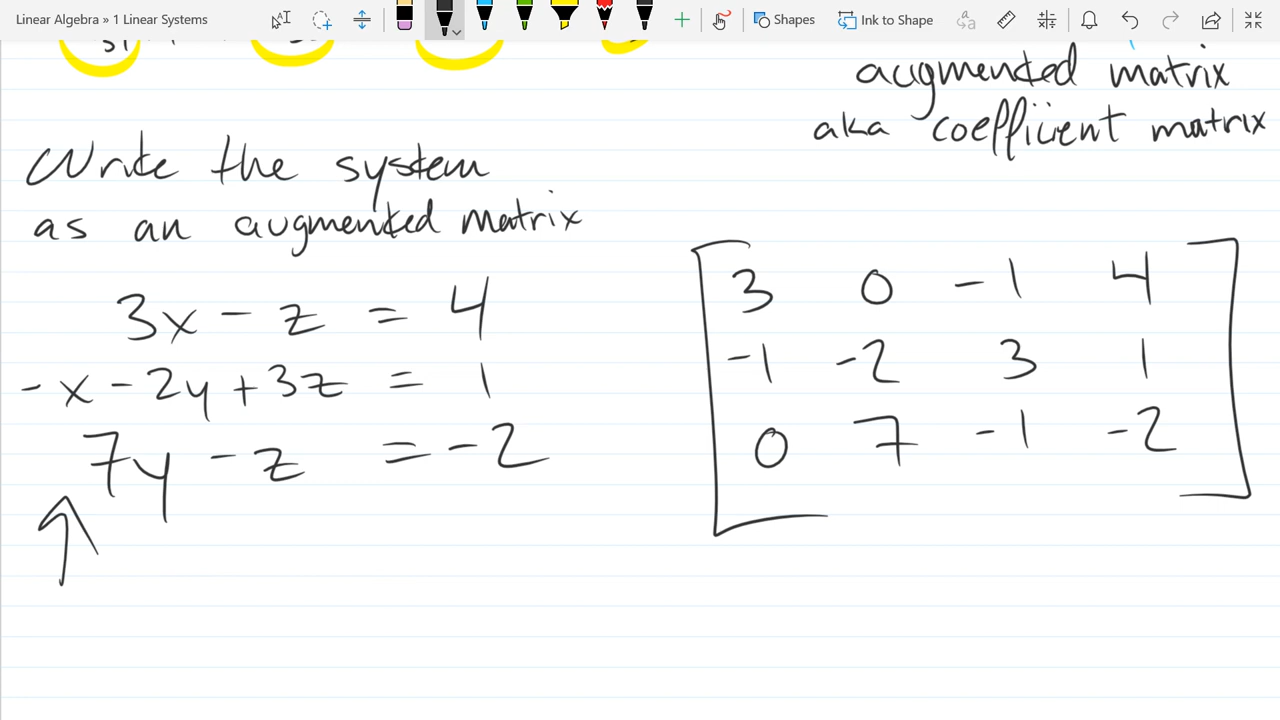 Linear Algebra » 1 Linear Systems
Shapes
Ink to Shape
augmented matrix
aka coefficient matrix
Write the system
as an augmented matrix
3x - z = 4
-x - 2y + 3z = 1
7y - z = -2
3 0 -1 4
-1 -2 3 1
0 7 -1 -2